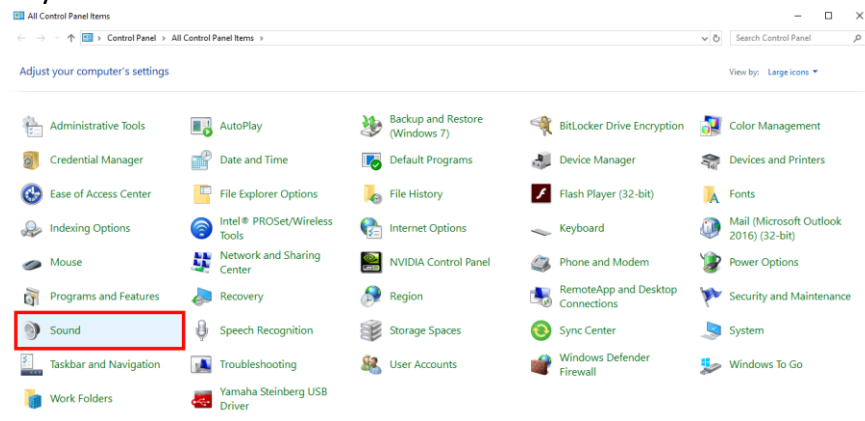 All Control Panel Items
Control Panel > All Control Panel Items >
Search Control Panel
Adjust your computer's settings
View by: Large icons
Administrative Tools
AutoPlay
Backup and Restore
(Windows 7)
BitLocker Drive Encryption
Color Management
Credential Manager
Date and Time
Default Programs
Device Manager
Devices and Printers
Ease of Access Center
File Explorer Options
File History
Flash Player (32-bit)
Fonts
Indexing Options
Intel® PROSet/Wireless
Tools
Internet Options
Keyboard
Mail (Microsoft Outlook
2016) (32-bit)
Mouse
Network and Sharing
Center
NVIDIA Control Panel
Phone and Modem
Power Options
Programs and Features
Recovery
Region
RemoteApp and Desktop
Connections
Security and Maintenance
Sound
Speech Recognition
Storage Spaces
Sync Center
System
Taskbar and Navigation
Troubleshooting
User Accounts
Windows Defender
Firewall
Windows To Go
Work Folders
Yamaha Steinberg USB
Driver